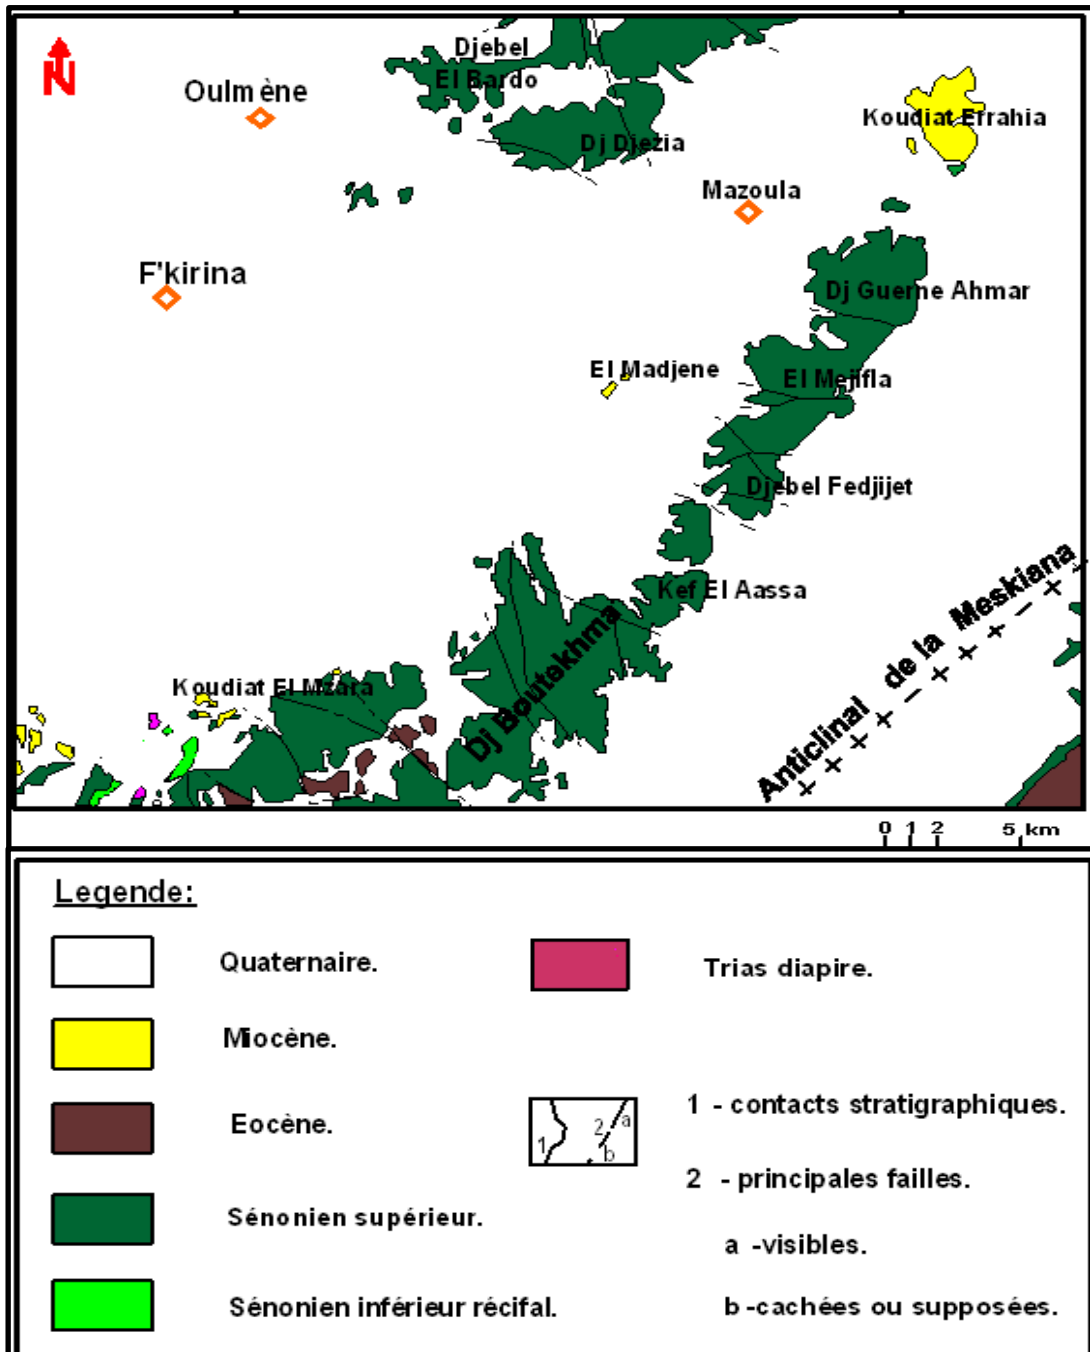 N
Djebel
El Bardo
Oulmène
Koudiat Errahia
Dj Djezia
Mazoula
F'kirina
Dj Guerne Ahmar
El Madjene
El Mejifla
Djebel Fedjijet
Kef El Aassa
Anticlinal de la Meskiana
Koudiat El Mzara
Dj Boutekhma
0 1 2 5 km
Legende:
Quaternaire.
Trias diapire.
Miocène.
Eocène.
1 2 a b
1 - contacts stratigraphiques.
2 - principales failles.
Sénonien supérieur.
a -visibles.
Sénonien inférieur récifal.
b -cachées ou supposées.